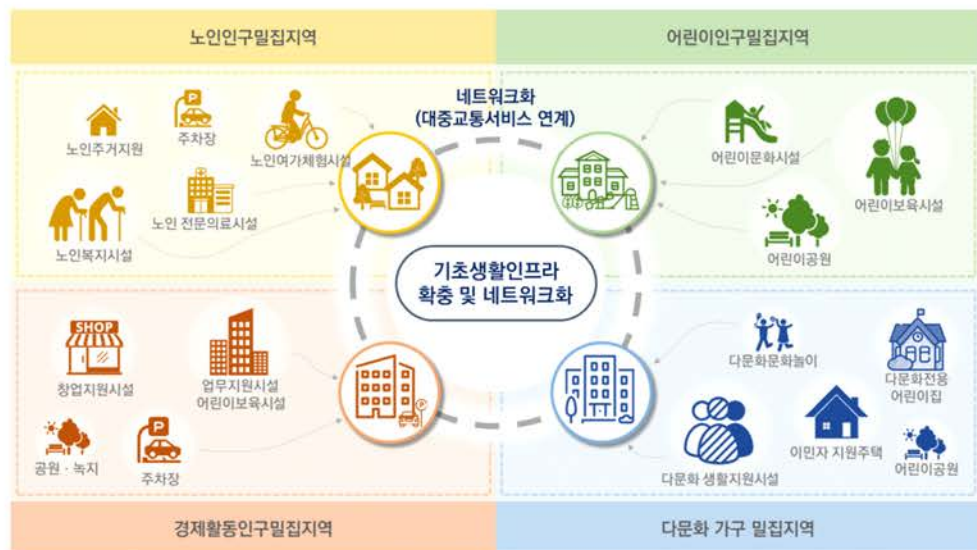 노인인구밀집지역
어린이인구밀집지역
네트워크화
(대중교통서비스 연계)
노인주거지원
P
주차장
노인여가체험시설
노인 전문의료시설
노인복지시설
어린이문화시설
어린이보육시설
어린이공원
기초생활인프라
확충 및 네트워크화
SHOP
창업지원시설
업무지원시설
어린이보육시설
공원 · 녹지
P
주차장
P
다문화문화놀이
다문화전용
어린이집
다문화 생활지원시설
이민자 지원주택
어린이공원
경제활동인구밀집지역
다문화 가구 밀집지역